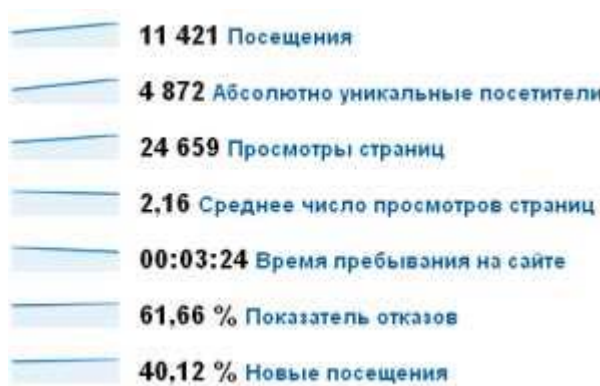 11 421 Посещения
4 872 Абсолютно уникальные посетители
24 659 Просмотры страниц
2,16 Среднее число просмотров страниц
00:03:24 Время пребывания на сайте
61,66 % Показатель отказов
40,12 % Новые посещения